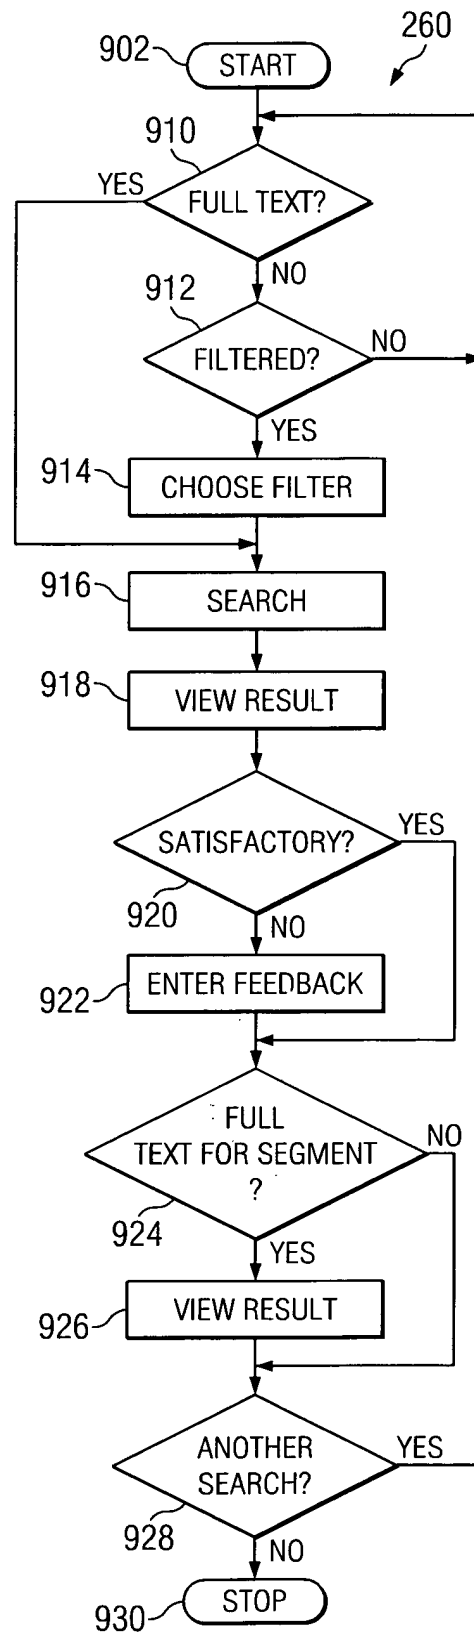 260
902
START
910
YES
FULL TEXT?
NO
912
FILTERED?
NO
YES
914
CHOOSE FILTER
916
SEARCH
918
VIEW RESULT
SATISFACTORY?
YES
920
NO
922
ENTER FEEDBACK
FULL
TEXT FOR SEGMENT
?
NO
924
YES
926
VIEW RESULT
ANOTHER
SEARCH?
YES
928
NO
930
STOP